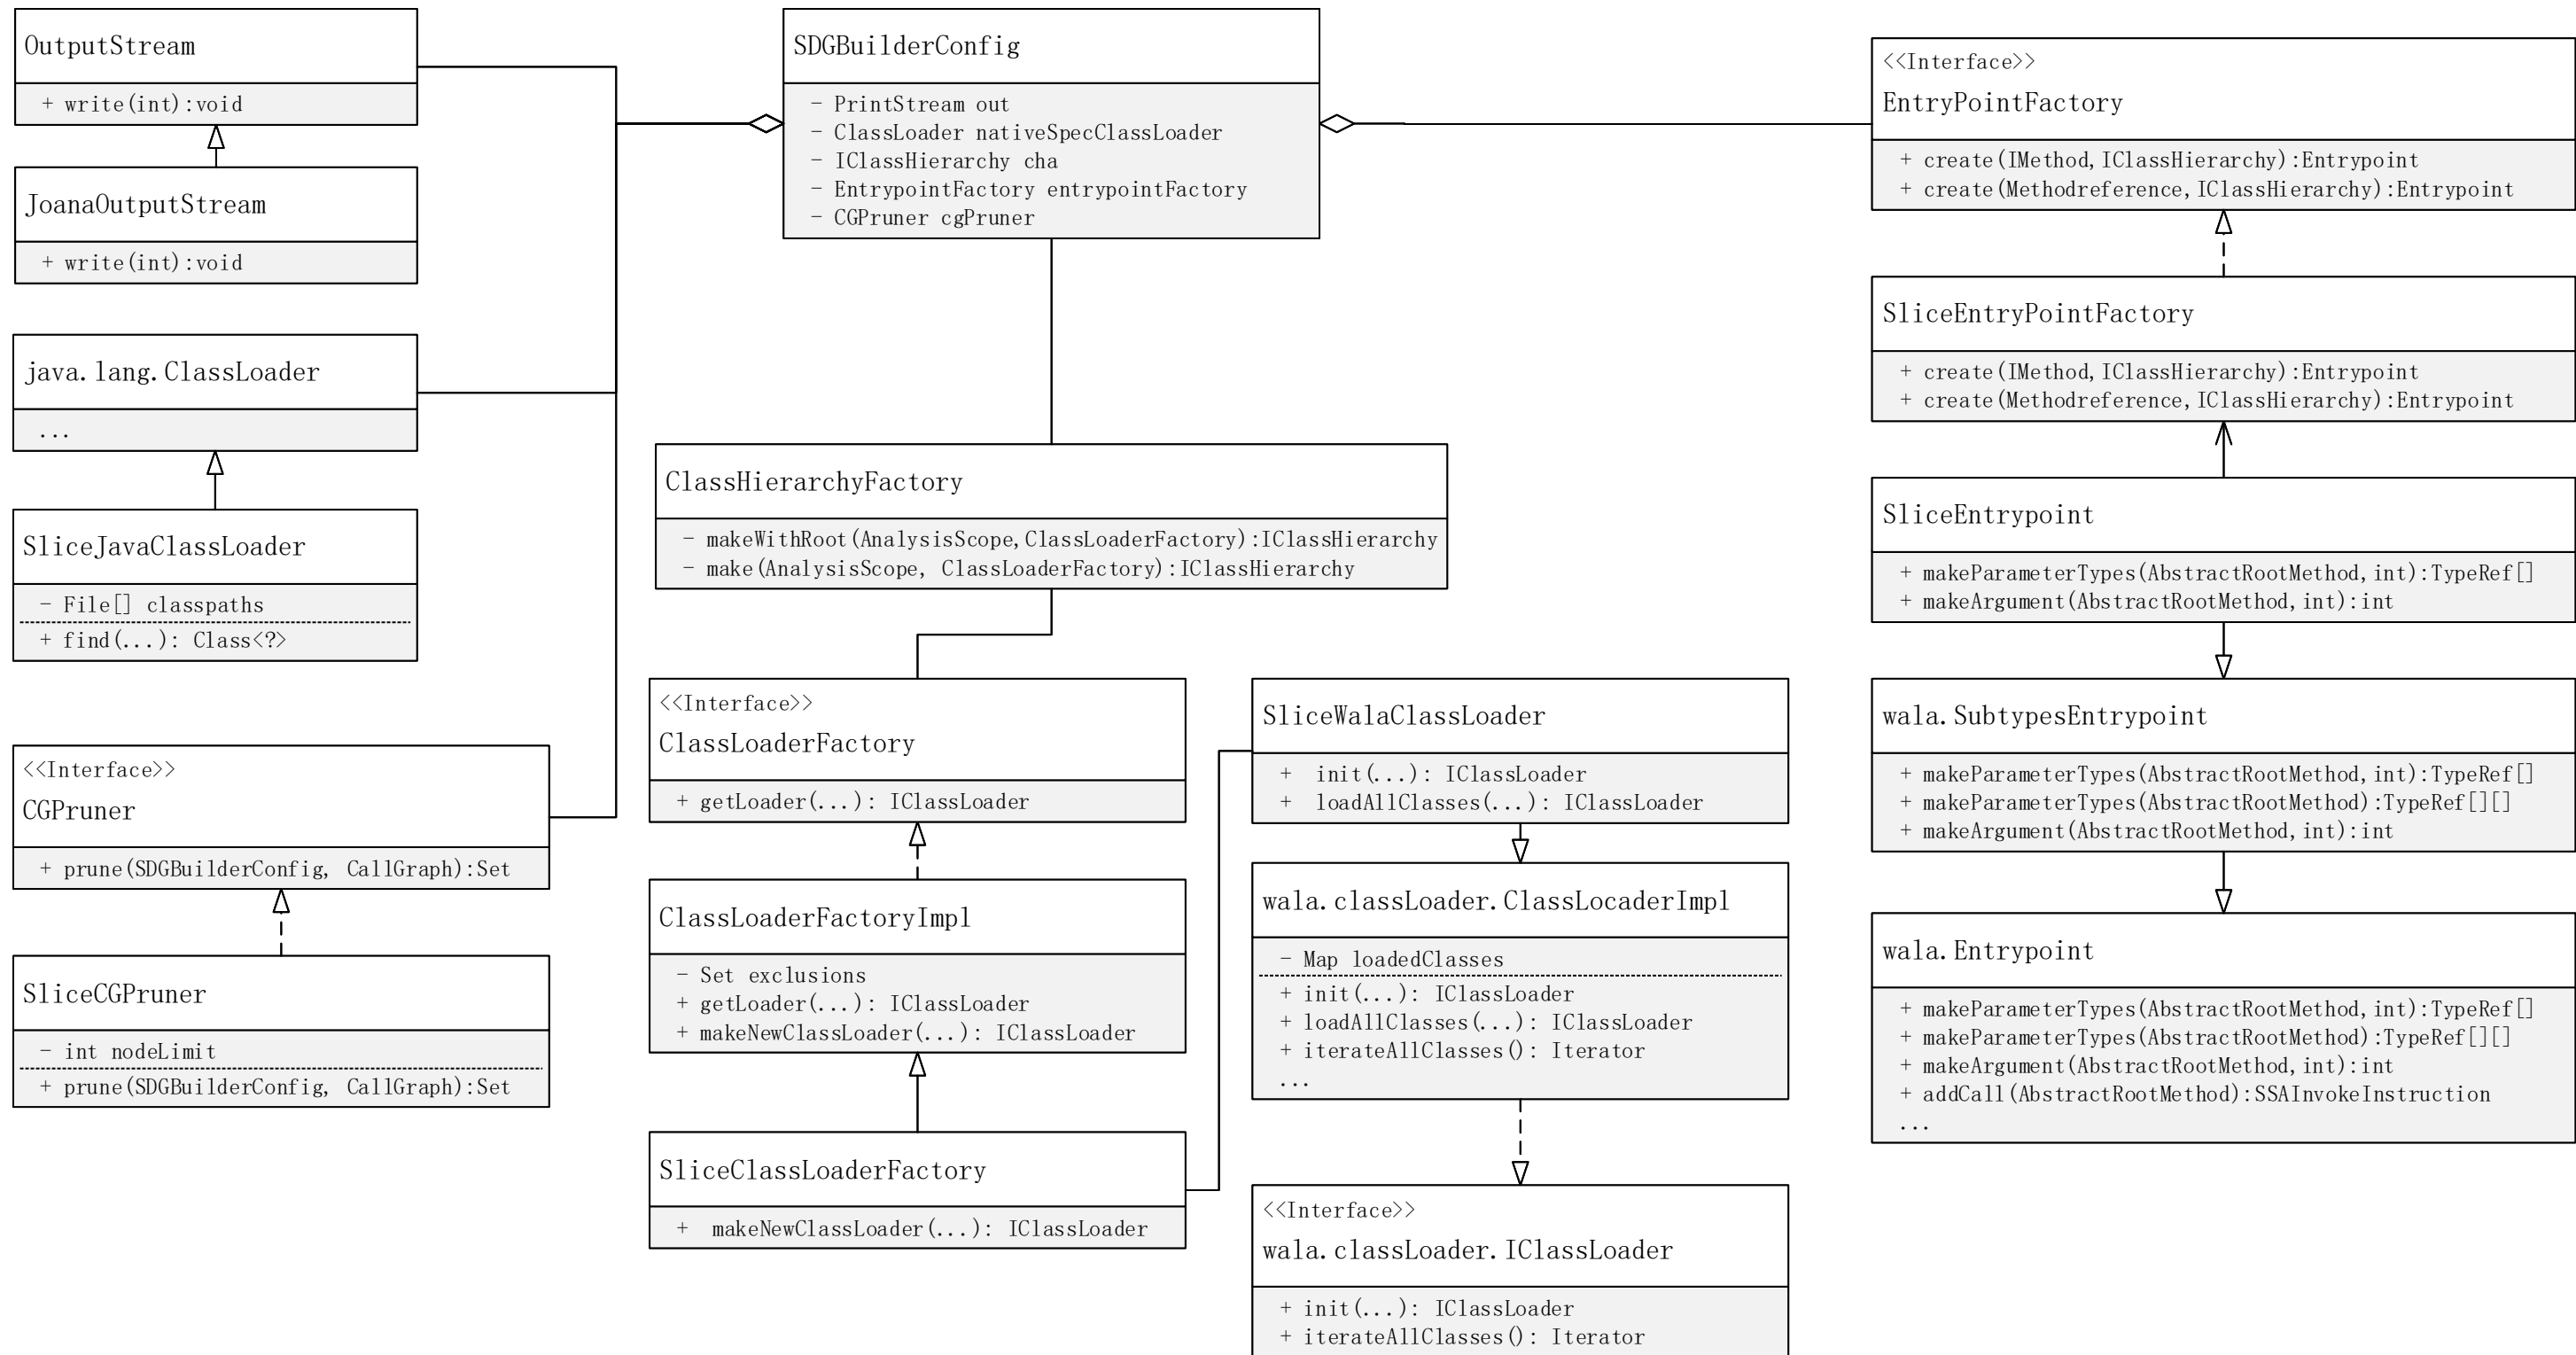 OutputStream
+ write(int):void
JoanaOutputStream
+ write(int):void
java.lang.ClassLoader
...
SliceJavaClassLoader
- File[] classpaths
+ find(...): Class<?>
<<Interface>>
CGPruner
+ prune(SDGBuilderConfig, CallGraph):Set
SliceCGPruner
- int nodeLimit
+ prune(SDGBuilderConfig, CallGraph):Set
SDGBuilderConfig
- PrintStream out
- ClassLoader nativeSpecClassLoader
- IClassHierarchy cha
- EntrypointFactory entrypointFactory
- CGPruner cgPruner
ClassHierarchyFactory
- makeWithRoot(AnalysisScope,ClassLoaderFactory):IClassHierarchy
- make(AnalysisScope, ClassLoaderFactory):IClassHierarchy
<<Interface>>
ClassLoaderFactory
+ getLoader(...): IClassLoader
ClassLoaderFactoryImpl
- Set exclusions
+ getLoader(...): IClassLoader
+ makeNewClassLoader(...): IClassLoader
SliceClassLoaderFactory
+ makeNewClassLoader(...): IClassLoader
SliceWalaClassLoader
+ init(...): IClassLoader
+ loadAllClasses(...): IClassLoader
wala.classLoader.ClassLocaderImpl
- Map loadedClasses
+ init(...): IClassLoader
+ loadAllClasses(...): IClassLoader
+ iterateAllClasses(): Iterator
...
<<Interface>>
wala.classLoader.IClassLoader
+ init(...): IClassLoader
+ iterateAllClasses(): Iterator
<<Interface>>
EntryPointFactory
+ create(IMethod,IClassHierarchy):Entrypoint
+ create(Methodreference,IClassHierarchy):Entrypoint
SliceEntryPointFactory
+ create(IMethod,IClassHierarchy):Entrypoint
+ create(Methodreference,IClassHierarchy):Entrypoint
SliceEntrypoint
+ makeParameterTypes(AbstractRootMethod,int):TypeRef[]
+ makeArgument(AbstractRootMethod,int):int
wala.SubtypesEntrypoint
+ makeParameterTypes(AbstractRootMethod,int):TypeRef[]
+ makeParameterTypes(AbstractRootMethod):TypeRef[][]
+ makeArgument(AbstractRootMethod,int):int
wala.Entrypoint
+ makeParameterTypes(AbstractRootMethod,int):TypeRef[]
+ makeParameterTypes(AbstractRootMethod):TypeRef[][]
+ makeArgument(AbstractRootMethod,int):int
+ addCall(AbstractRootMethod):SSAInvokeInstruction
...